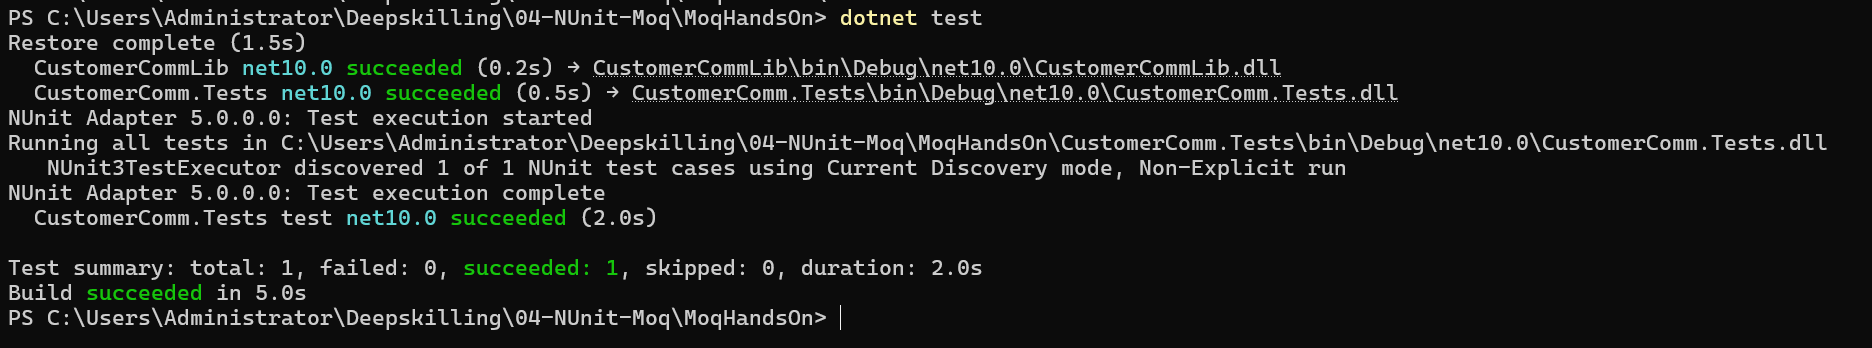 PS C:\Users\Administrator\Deepskilling\04-NUnit-Moq\MoqHandsOn> dotnet test
Restore complete (1.5s)
  CustomerCommLib net10.0 succeeded (0.2s) → CustomerCommLib\bin\Debug\net10.0\CustomerCommLib.dll
  CustomerComm.Tests net10.0 succeeded (0.5s) → CustomerComm.Tests\bin\Debug\net10.0\CustomerComm.Tests.dll
NUnit Adapter 5.0.0.0: Test execution started
Running all tests in C:\Users\Administrator\Deepskilling\04-NUnit-Moq\MoqHandsOn\CustomerComm.Tests\bin\Debug\net10.0\CustomerComm.Tests.dll
   NUnit3TestExecutor discovered 1 of 1 NUnit test cases using Current Discovery mode, Non-Explicit run
NUnit Adapter 5.0.0.0: Test execution complete
  CustomerComm.Tests test net10.0 succeeded (2.0s)

Test summary: total: 1, failed: 0, succeeded: 1, skipped: 0, duration: 2.0s
Build succeeded in 5.0s
PS C:\Users\Administrator\Deepskilling\04-NUnit-Moq\MoqHandsOn>